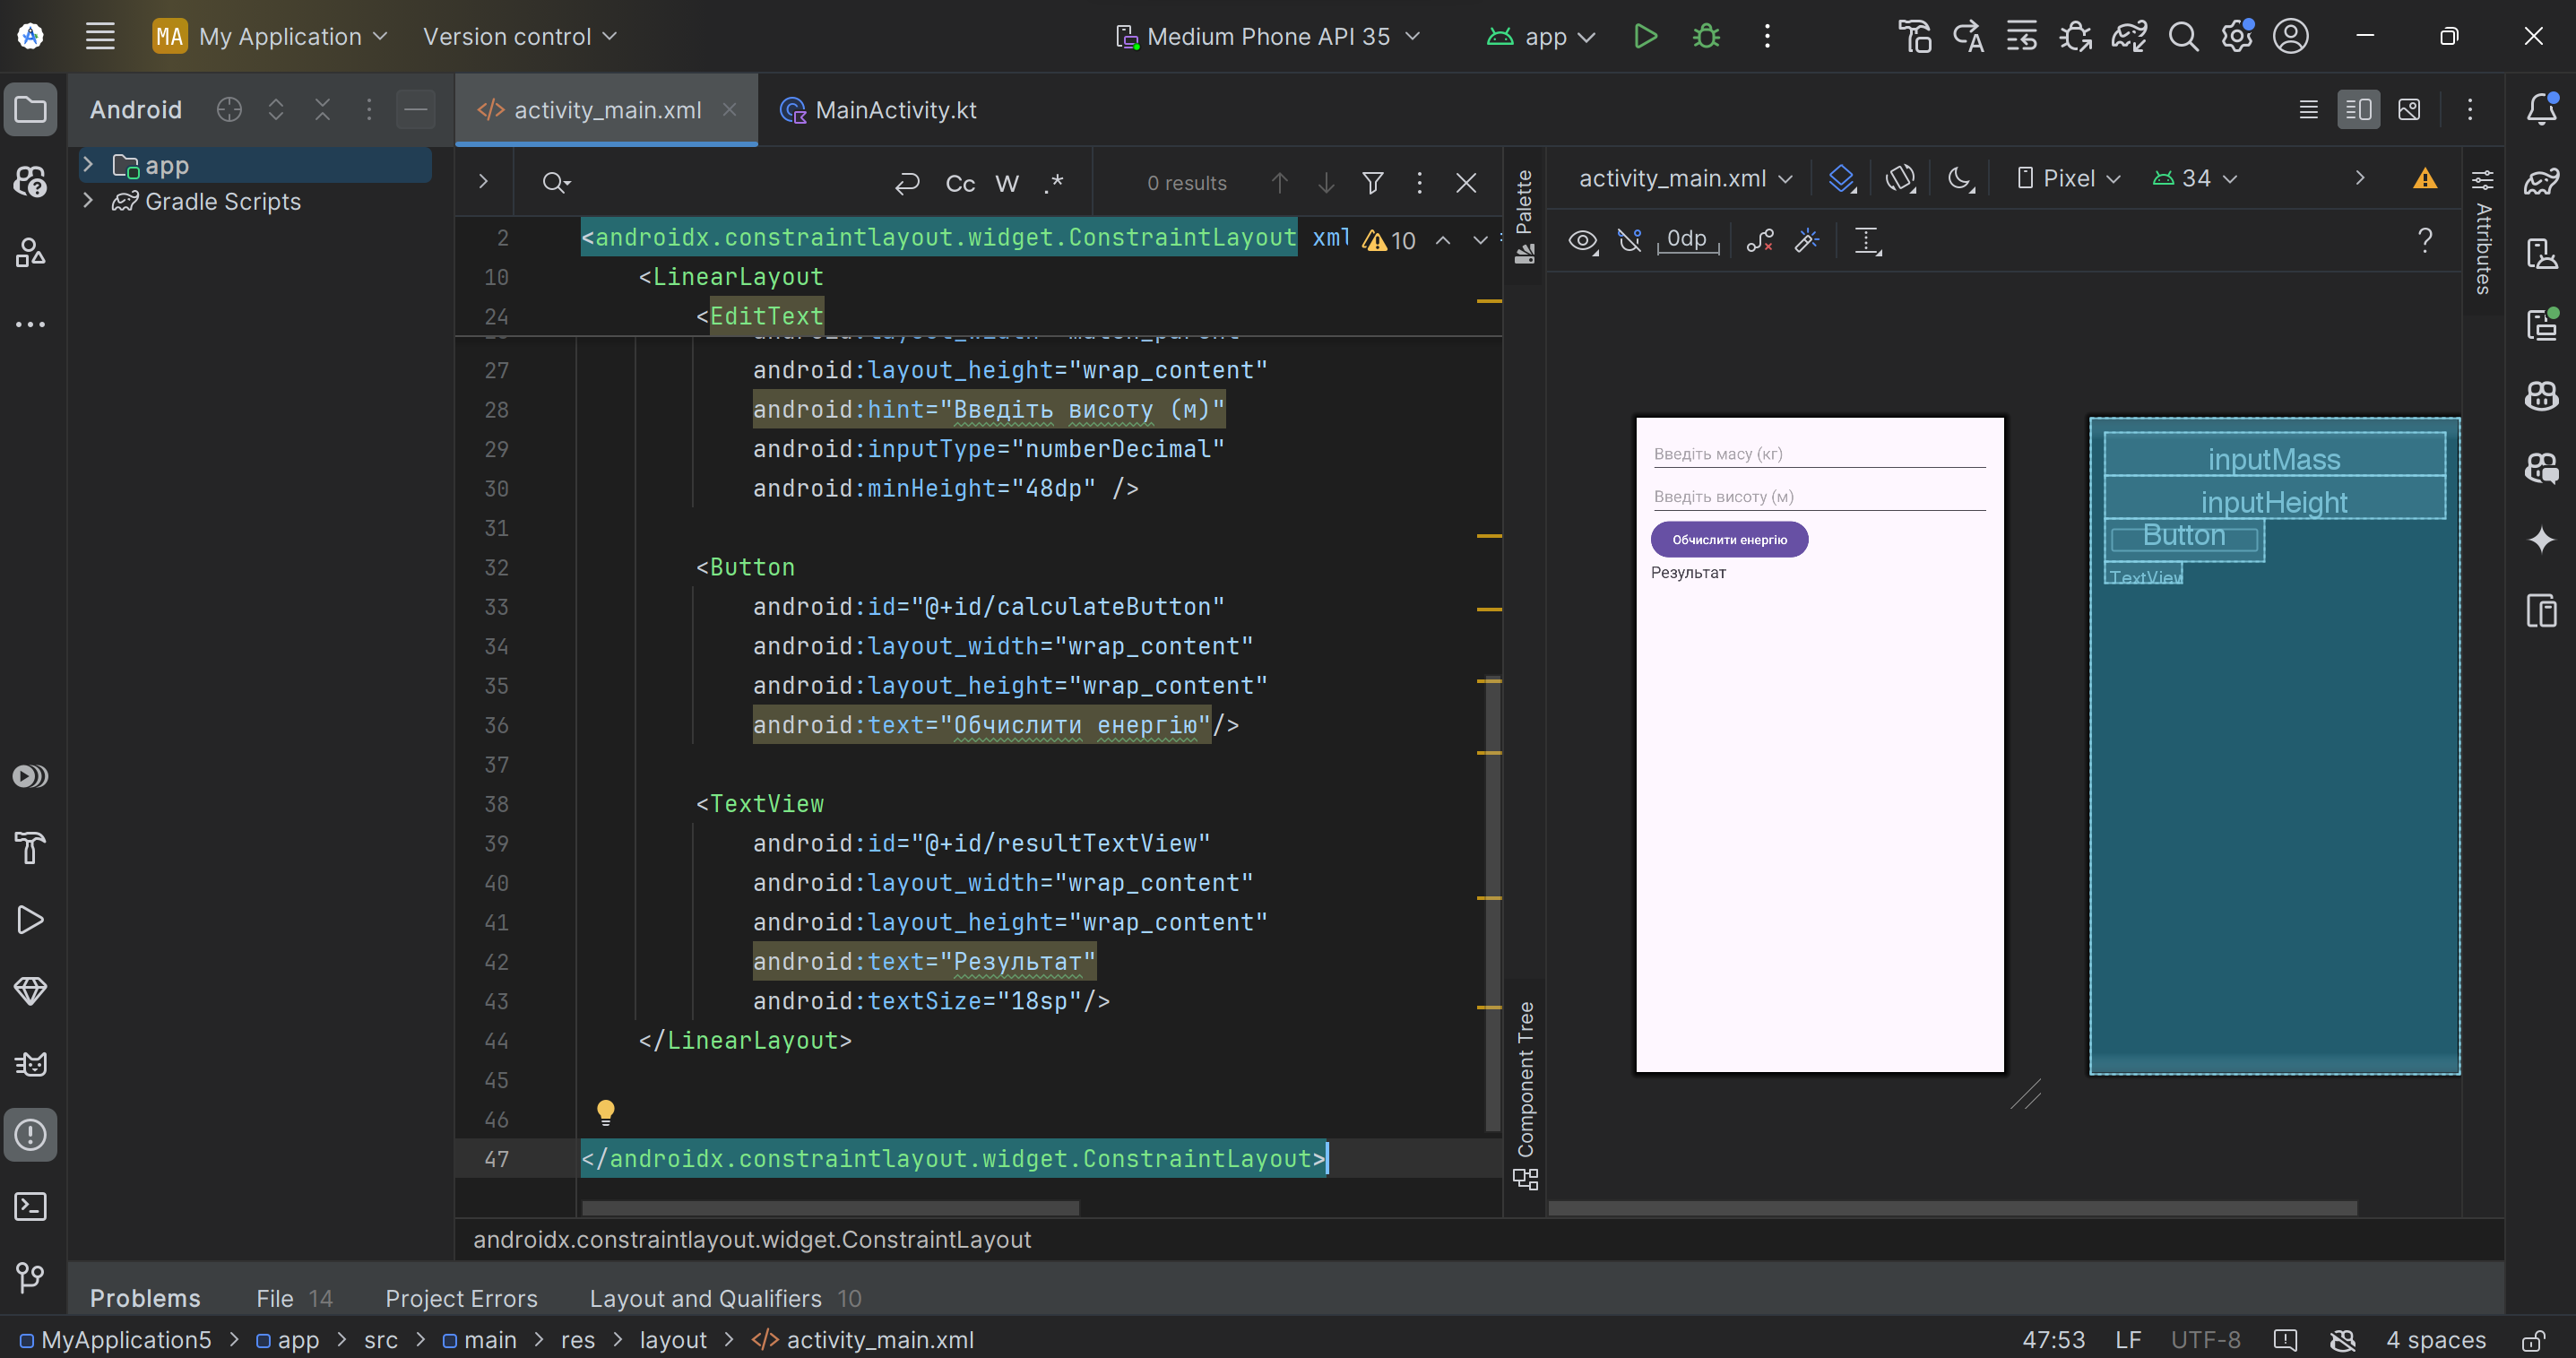 MA My Application Version control Medium Phone API 35 app
Android activity_main.xml MainActivity.kt
app
Gradle Scripts
Cc W .* 0 results
2 <androidx.constraintlayout.widget.ConstraintLayout xml 10
10 <LinearLayout
24 <EditText
27 android:layout_height="wrap_content"
28 android:hint="Введіть висоту (м)"
29 android:inputType="numberDecimal"
30 android:minHeight="48dp" />
31
32 <Button
33 android:id="@+id/calculateButton"
34 android:layout_width="wrap_content"
35 android:layout_height="wrap_content"
36 android:text="Обчислити енергію"/>
37
38 <TextView
39 android:id="@+id/resultTextView"
40 android:layout_width="wrap_content"
41 android:layout_height="wrap_content"
42 android:text="Результат"
43 android:textSize="18sp"/>
44 </LinearLayout>
45
46
47 </androidx.constraintlayout.widget.ConstraintLayout>
androidx.constraintlayout.widget.ConstraintLayout
Palette
Component Tree
activity_main.xml Pixel 34
0dp ?
Attributes
Введіть масу (кг)
Введіть висоту (м)
Обчислити енергію
Результат
inputMass
inputHeight
Button
TextView
Problems File 14 Project Errors Layout and Qualifiers 10
MyApplication5 > app > src > main > res > layout > </> activity_main.xml 47:53 LF UTF-8 4 spaces